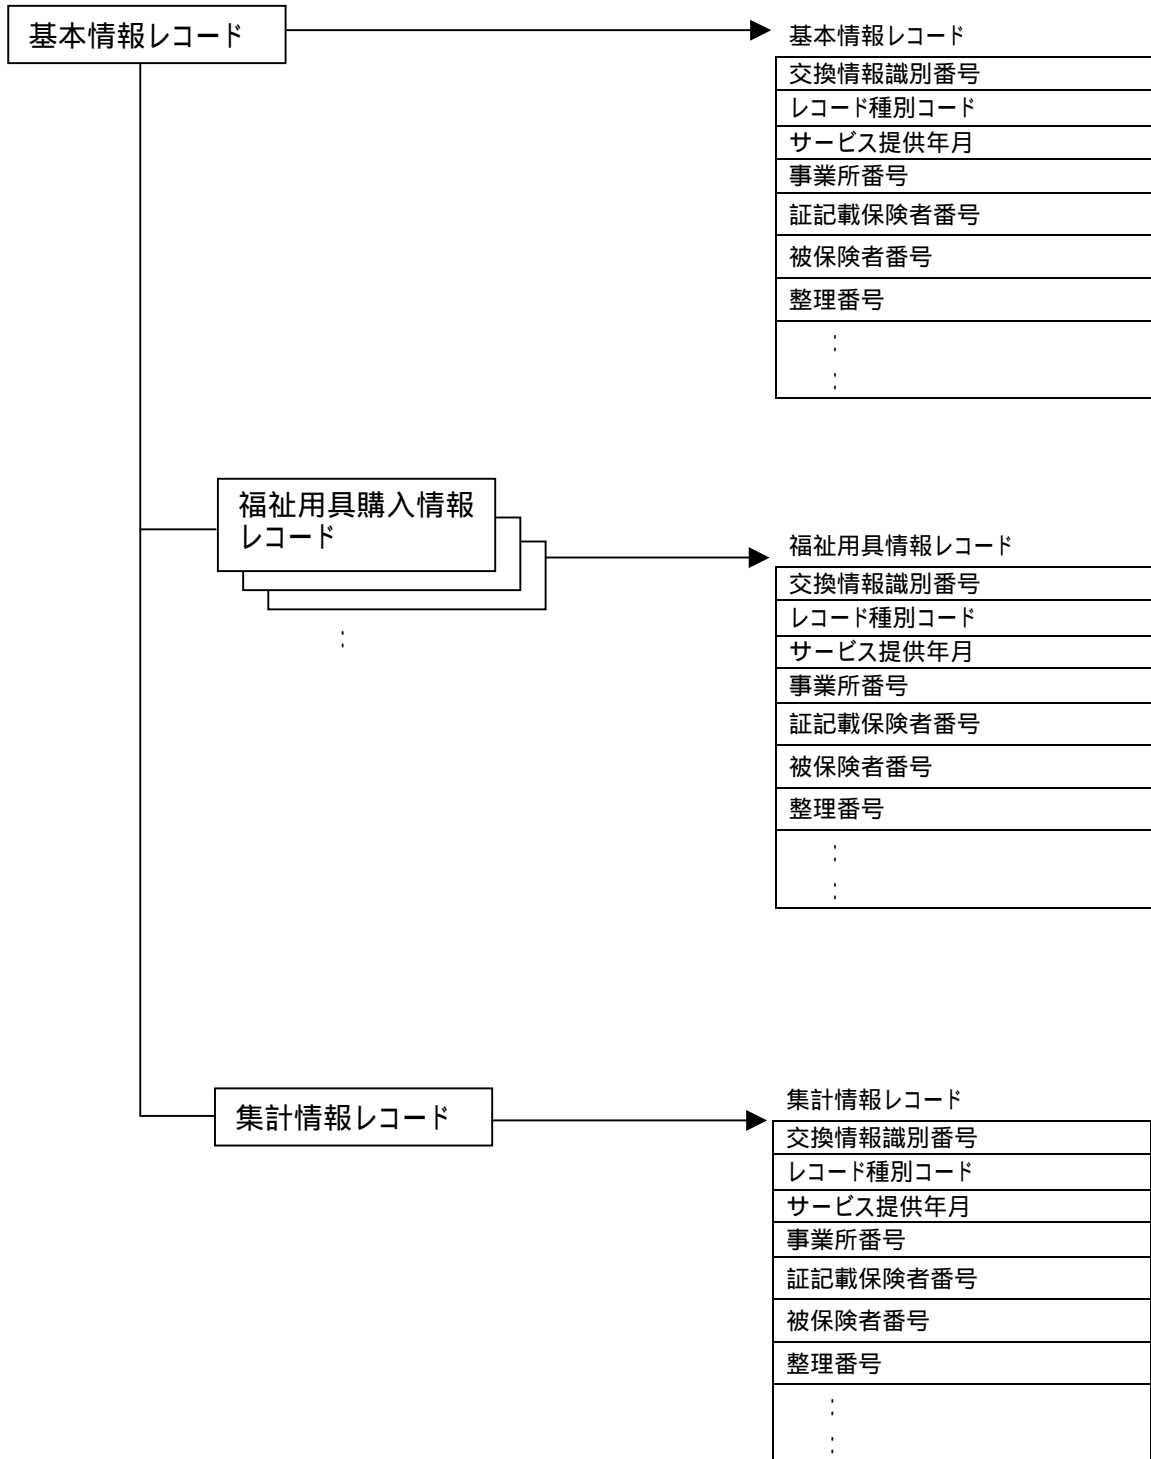 基本情報レコード
基本情報レコード
交換情報識別番号
レコード種別コード
サービス提供年月
事業所番号
証記載保険者番号
被保険者番号
整理番号
:
:
福祉用具購入情報
レコード
:
福祉用具情報レコード
交換情報識別番号
レコード種別コード
サービス提供年月
事業所番号
証記載保険者番号
被保険者番号
整理番号
:
:
集計情報レコード
集計情報レコード
交換情報識別番号
レコード種別コード
サービス提供年月
事業所番号
証記載保険者番号
被保険者番号
整理番号
:
: